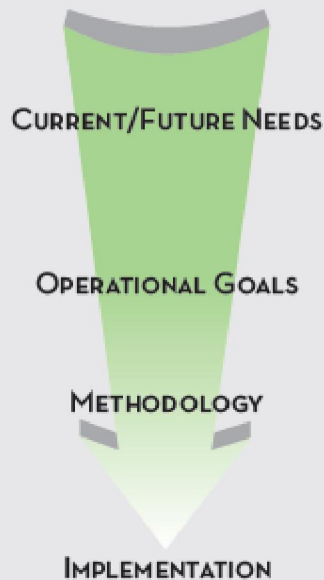 Current/Future Needs
Operational Goals
Methodology
Implementation